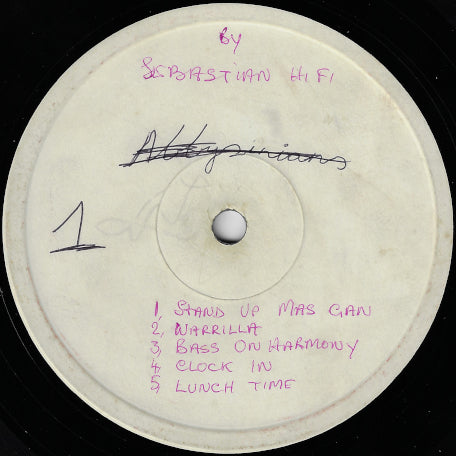 By
SEBASTIAN HI FI
Abbysinians
1
1, STAND UP MAS GAN
2, WARRILLA
3, BASS ON HARMONY
4, CLOCK IN
5, LUNCH TIME